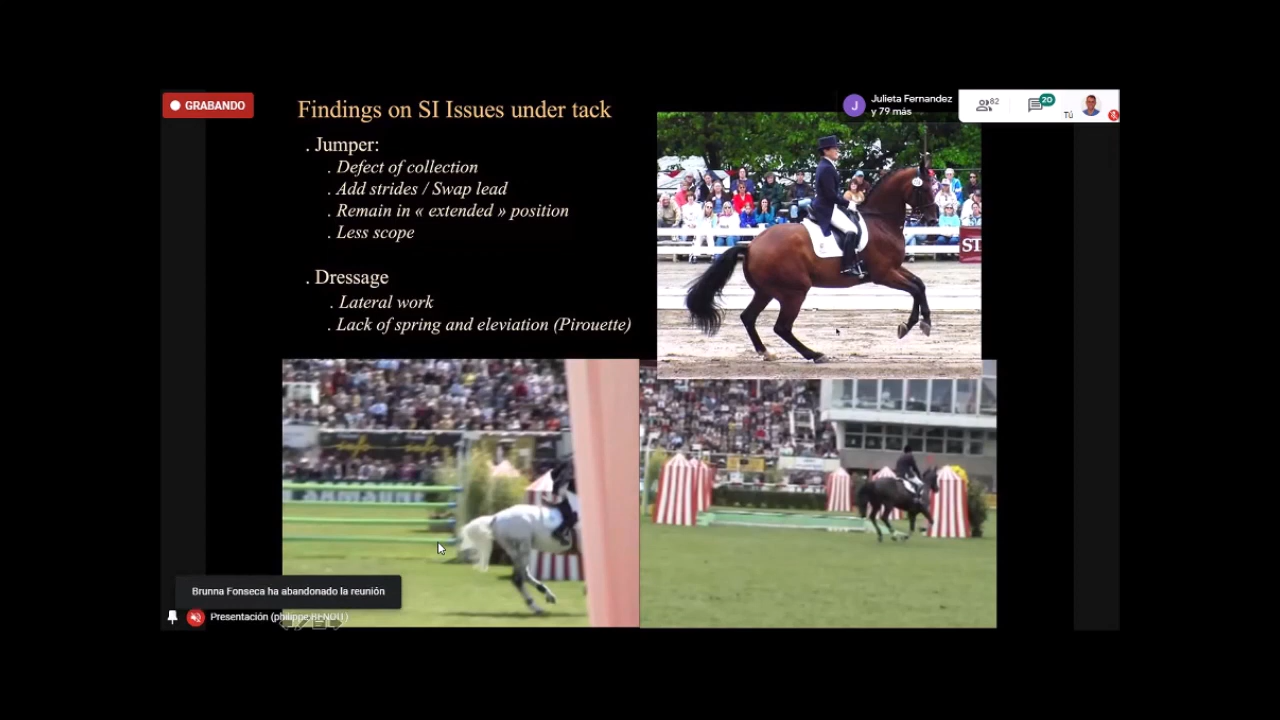 GRABANDO
Findings on SI Issues under tack
. Jumper:
. Defect of collection
. Add strides / Swap lead
. Remain in « extended » position
. Less scope
. Dressage
. Lateral work
. Lack of spring and eleviation (Pirouette)
J
Julieta Fernandez
y 79 más
82
20
Tú
ST
Brunna Fonseca ha abandonado la reunión
Presentación (philippe BENOIT)